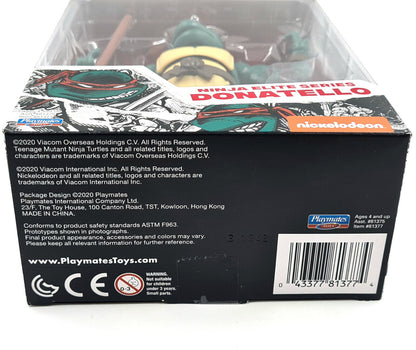 NINJA ELITE SERIES
DONATELLO
Playmates
nickelodeon
©2020 Viacom Overseas Holdings C.V. All Rights Reserved.
Teenage Mutant Ninja Turtles and all related titles, logos and
characters are trademarks of Viacom Overseas Holdings C.V.
©2020 Viacom International Inc. All Rights Reserved.
Nickelodeon and all related titles, logos and characters are
trademarks of Viacom International Inc.
Package Design ©2020 Playmates
Playmates International Company Ltd.
23/F, The Toy House, 100 Canton Road, TST, Kowloon, Hong Kong
MADE IN CHINA.
Conforms to product safety standards ASTM F963.
Prototypes shown in photographs.
Final product appearance, accessories and colors may vary.
Please keep all relevant information for further reference.
www.PlaymatesToys.com
0-3
WARNING:
Not suitable
for children
under 3 years.
Small parts.
Playmates
TOYS
Ages 4 and up
Asst. #81375
Item #81377
0 43377 81377 4